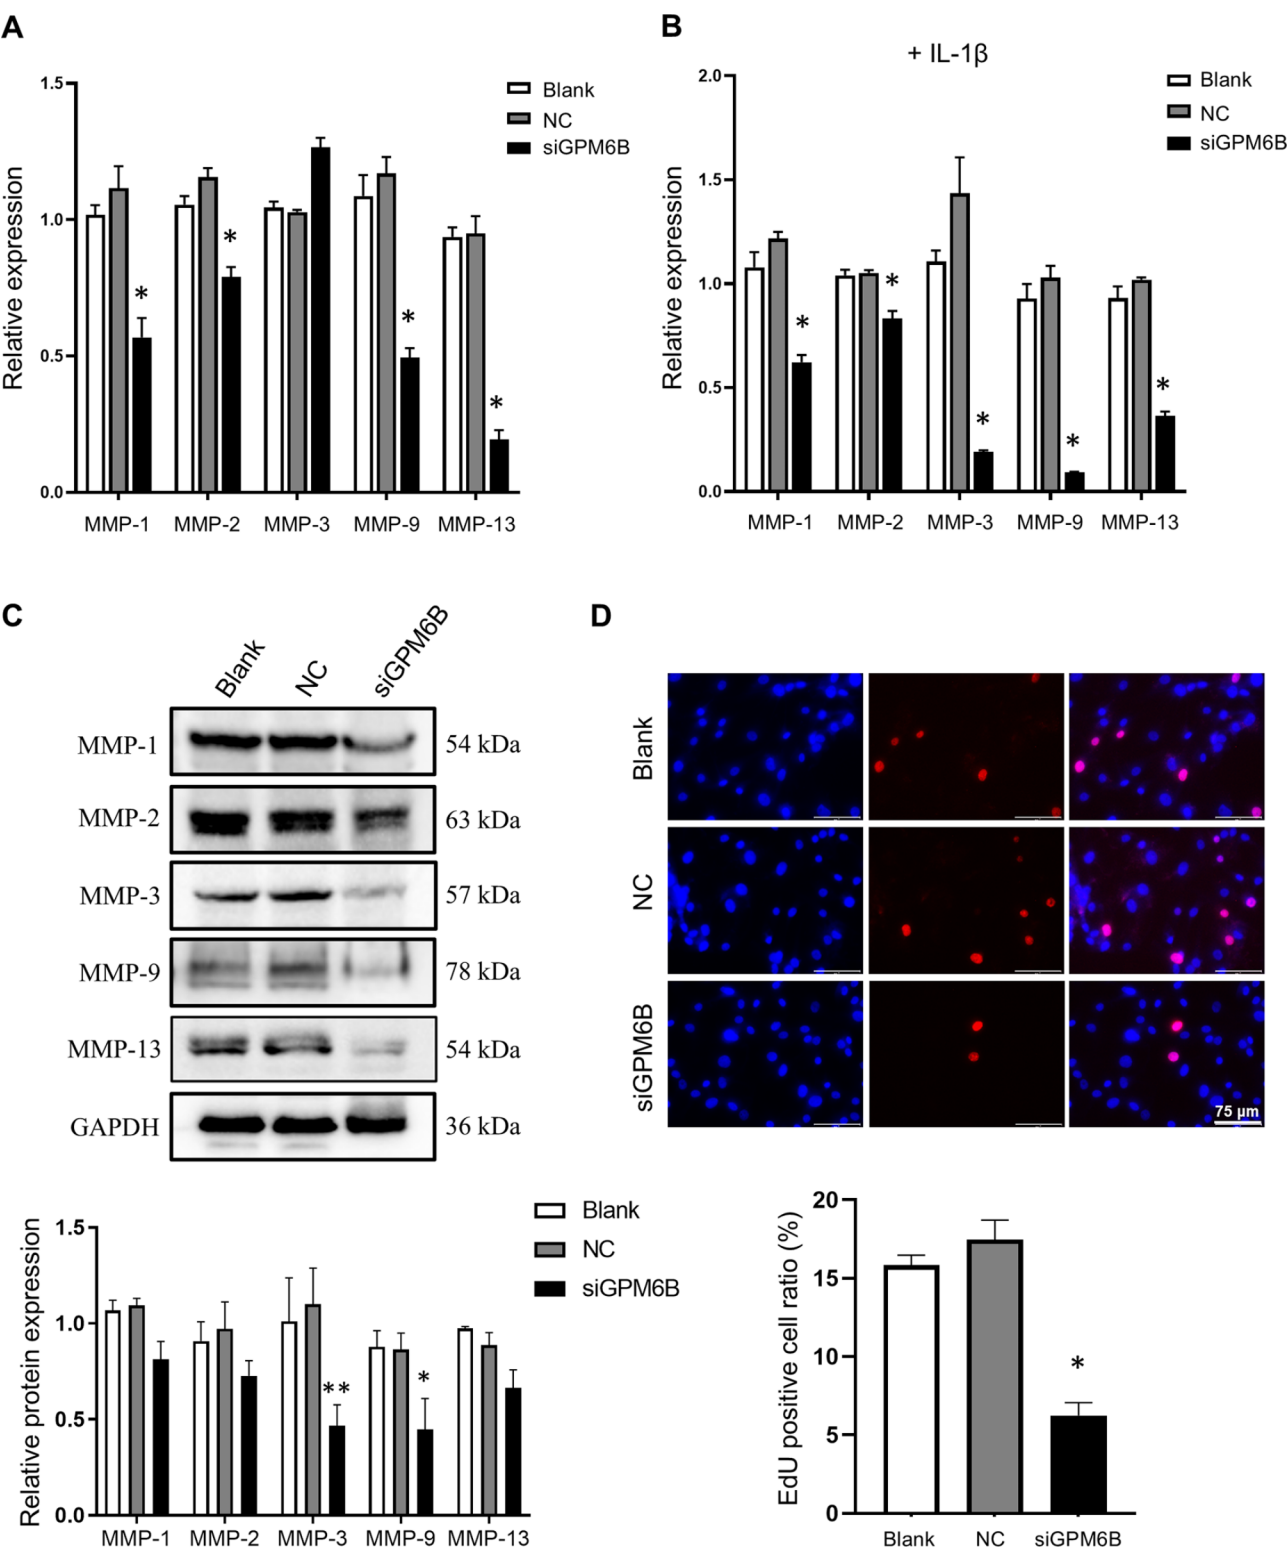 A
1.5
1.0
0.5
0.0
Relative expression
Blank
NC
siGPM6B
MMP-1 MMP-2 MMP-3 MMP-9 MMP-13
* * * *
B
+ IL-1β
2.0
1.5
1.0
0.5
0.0
Relative expression
Blank
NC
siGPM6B
MMP-1 MMP-2 MMP-3 MMP-9 MMP-13
* * * * *
C
Blank NC siGPM6B
MMP-1 54 kDa
MMP-2 63 kDa
MMP-3 57 kDa
MMP-9 78 kDa
MMP-13 54 kDa
GAPDH 36 kDa
1.5
1.0
0.5
0.0
Relative protein expression
Blank
NC
siGPM6B
** *
MMP-1 MMP-2 MMP-3 MMP-9 MMP-13
D
Blank
NC
siGPM6B
75 μm
20
15
10
5
0
EdU positive cell ratio (%)
*
Blank NC siGPM6B